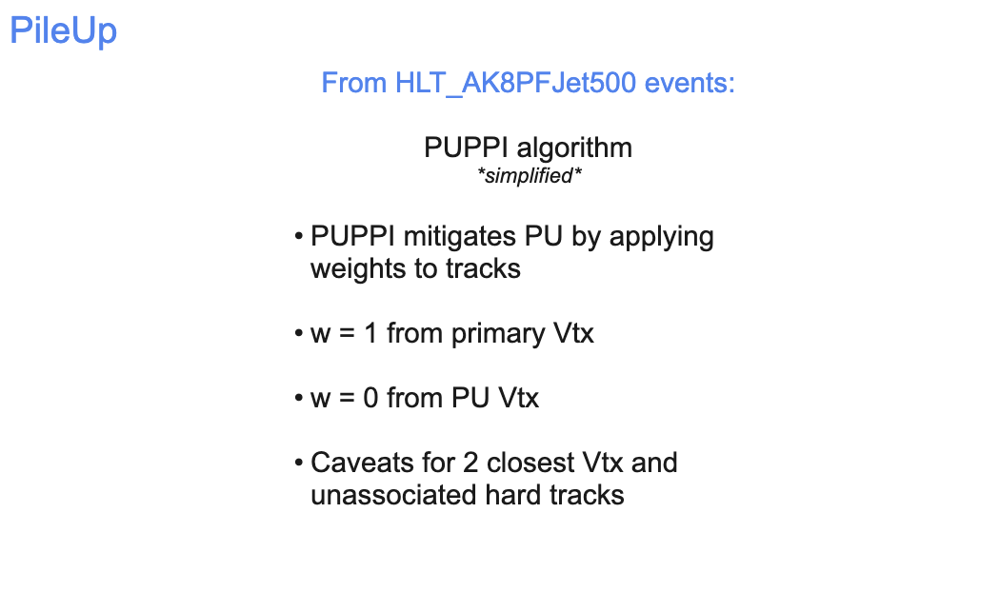 PileUp
From HLT_AK8PFJet500 events:
PUPPI algorithm
*simplified*
• PUPPI mitigates PU by applying
weights to tracks
• w = 1 from primary Vtx
• w = 0 from PU Vtx
• Caveats for 2 closest Vtx and
unassociated hard tracks